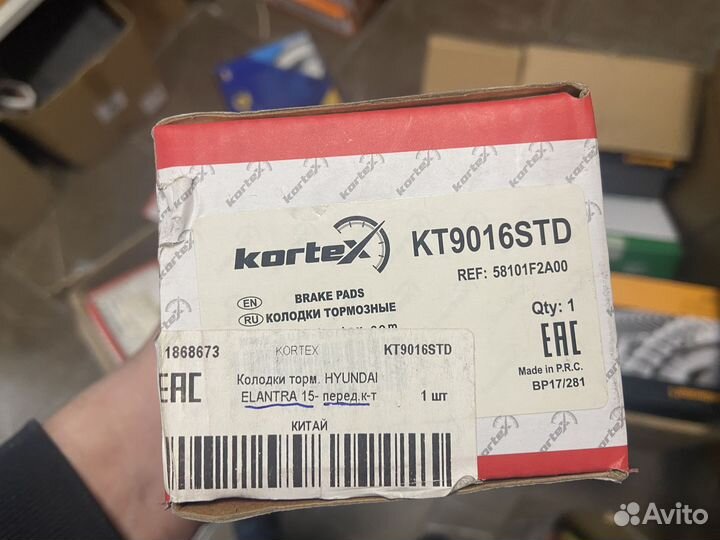 kortex
KT9016STD
REF: 58101F2A00
EN BRAKE PADS
RU КОЛОДКИ ТОРМОЗНЫЕ
Qty: 1
EAC
Made in P.R.C.
BP17/281
1868673 KORTEX KT9016STD
EAC
Колодки торм. HYUNDAI
ELANTRA 15- перед.к-т 1 шт
КИТАЙ
Avito